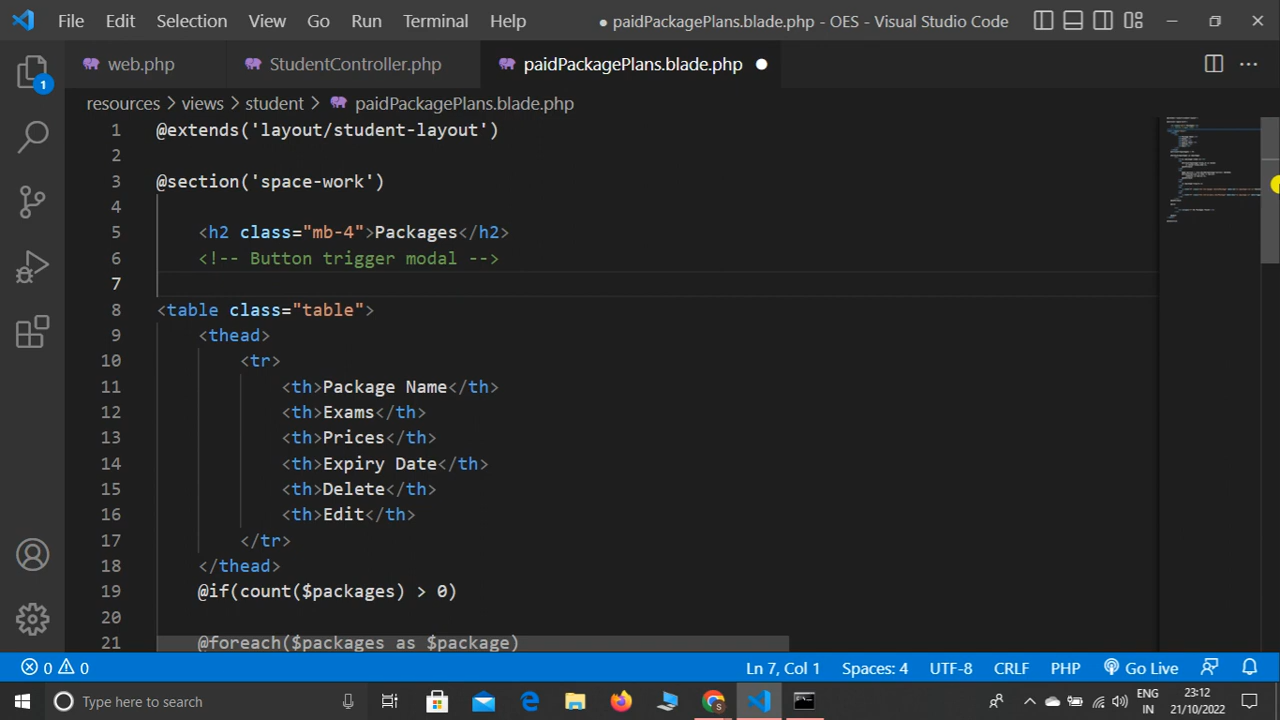 File Edit Selection View Go Run Terminal Help ● paidPackagePlans.blade.php - OES - Visual Studio Code
web.php StudentController.php paidPackagePlans.blade.php
1
resources > views > student > paidPackagePlans.blade.php
1 @extends('layout/student-layout')
2
3 @section('space-work')
4
5 <h2 class="mb-4">Packages</h2>
6 <!-- Button trigger modal -->
7
8 <table class="table">
9 <thead>
10 <tr>
11 <th>Package Name</th>
12 <th>Exams</th>
13 <th>Prices</th>
14 <th>Expiry Date</th>
15 <th>Delete</th>
16 <th>Edit</th>
17 </tr>
18 </thead>
19 @if(count($packages) > 0)
20
21 @foreach($packages as $package)
0 0 Ln 7, Col 1 Spaces: 4 UTF-8 CRLF PHP Go Live
Type here to search ENG 23:12
IN 21/10/2022